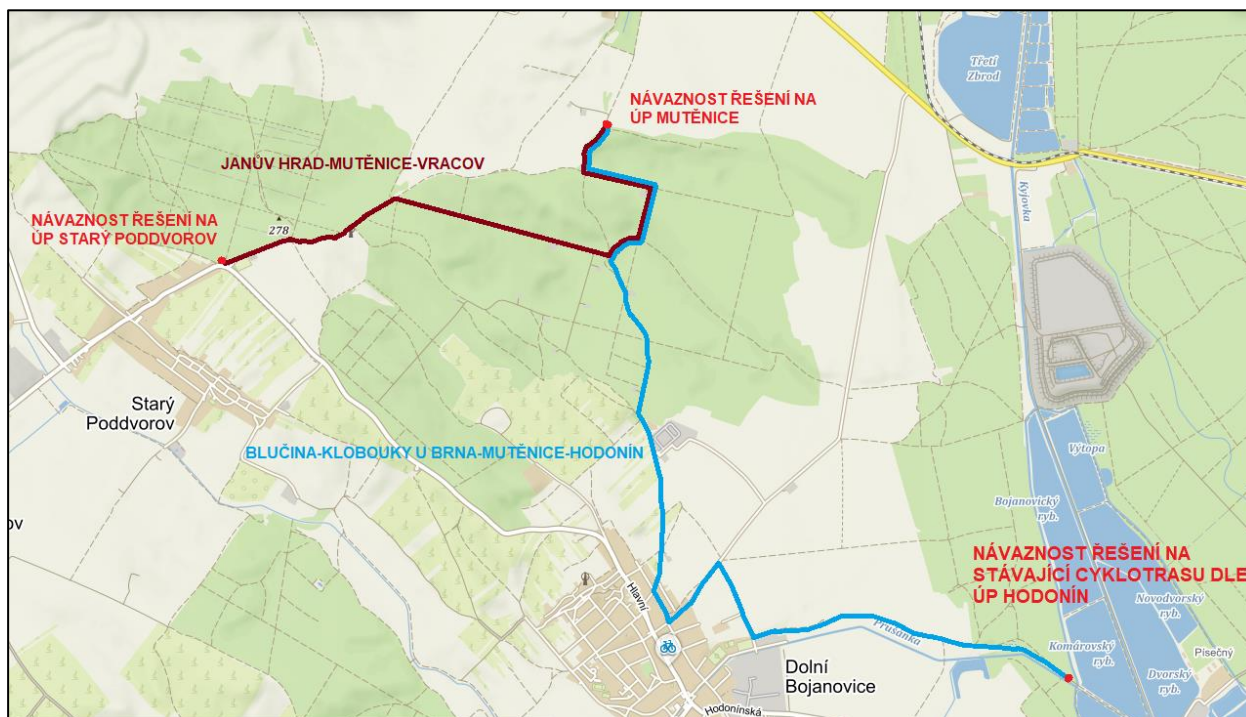 Třetí
Zbrod
NÁVAZNOST ŘEŠENÍ NA
ÚP MUTĚNICE
JANŮV HRAD-MUTĚNICE-VRACOV
Kyjovka
NÁVAZNOST ŘEŠENÍ NA
ÚP STARÝ PODDVOROV
278
Starý
Poddvorov
BLUČINA-KLOBOUKY U BRNA-MUTĚNICE-HODONÍN
Výtopa
Bojanovický
ryb.
ov
NÁVAZNOST ŘEŠENÍ NA
STÁVAJÍCÍ CYKLOTRASU DLE
ÚP HODONÍN
Hlavní
Novodvorský
ryb.
Prušanka
Komárovský
ryb.
Písečný
Dolní
Bojanovice
Dvorský
ryb.
Hodonínská